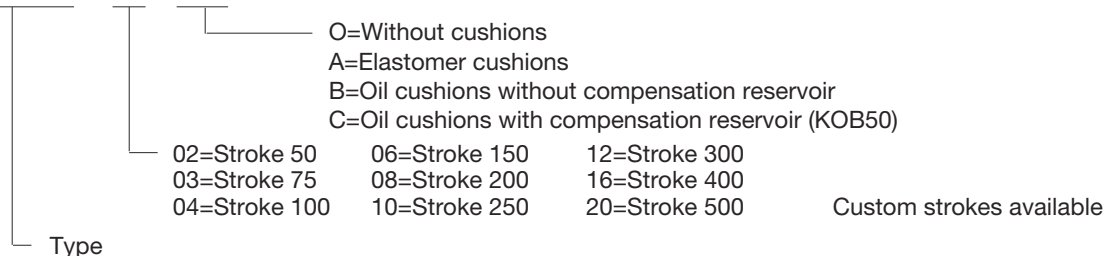 O=Without cushions
A=Elastomer cushions
B=Oil cushions without compensation reservoir
C=Oil cushions with compensation reservoir (KOB50)
02=Stroke 50 06=Stroke 150 12=Stroke 300
03=Stroke 75 08=Stroke 200 16=Stroke 400
04=Stroke 100 10=Stroke 250 20=Stroke 500 Custom strokes available
Type